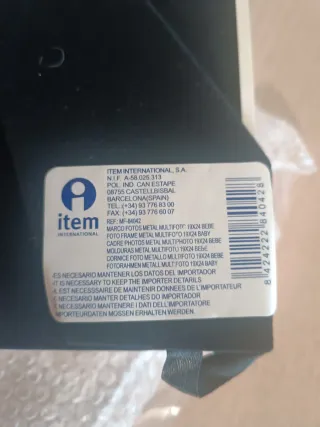 item
INTERNATIONAL
ITEM INTERNATIONAL, S.A.
N.I.F. A-58.026.313
POL. IND. CAN ESTAPE
08755 CASTELLBISBAL
BARCELONA(SPAIN)
TEL.:(+34) 93 776 83 00
FAX: (+34) 93 776 60 07
REF: MF-84042
MARCO FOTOS METAL MULTIFOTO 19X24 BEBE
FOTO FRAME METAL MULTIFOTO 19X24 BABY
CADRE PHOTOS METAL MULTIPHOTO 19X24 BEBE
MOLDURAS METAL MULTIFOTO 19X24 BEBE
CORNICE FOTO METALLO MULTIFOTO 19X24 BEBE
FOTORAHMEN METALL MULTIFOTO 19X24 BABY
ES NECESARIO MANTENER LOS DATOS DEL IMPORTADOR
IT IS NECESSARY TO KEEP THE IMPORTER DETAILS
IL EST NECESSAIRE DE MAINTENIR DONNEES DE L'IMPORTATEUR
NECESARIO MANTER DETALHES DO IMPORTADOR
NECESSARIO MANTENERE I DATI DELL'IMPORTATORE
IMPORTEURDATEN MÜSSEN ERHALTEN WERDEN
8 424222 840428